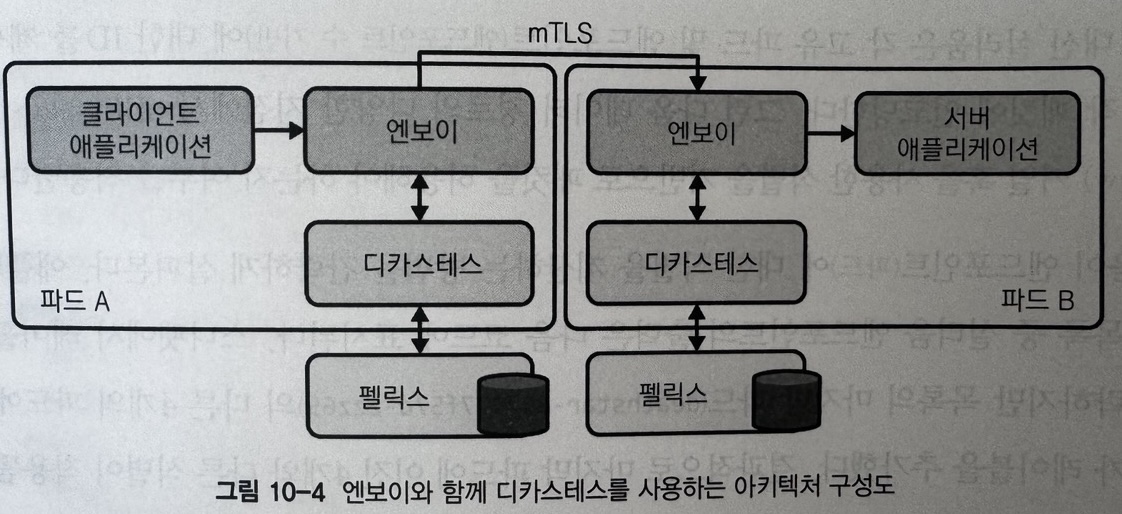 mTLS
클라이언트
애플리케이션
엔보이
엔보이
서버
애플리케이션
디카스테스
디카스테스
파드 A
파드 B
펠릭스
펠릭스
그림 10-4 엔보이와 함께 디카스테스를 사용하는 아키텍처 구성도